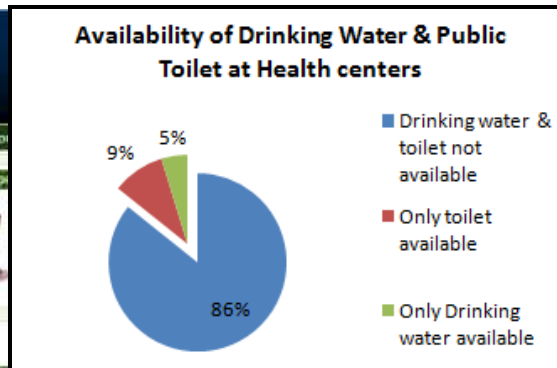 Availability of Drinking Water & Public
Toilet at Health centers
5%
9%
86%
Drinking water &
toilet not
available
Only toilet
available
Only Drinking
water available